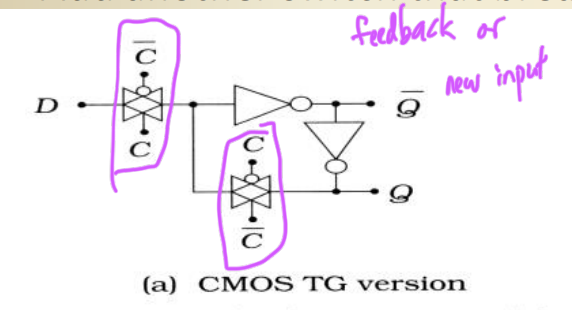 feedback or
new input
C̅
D
C
Q̅
C
Q
C̅
(a) CMOS TG version